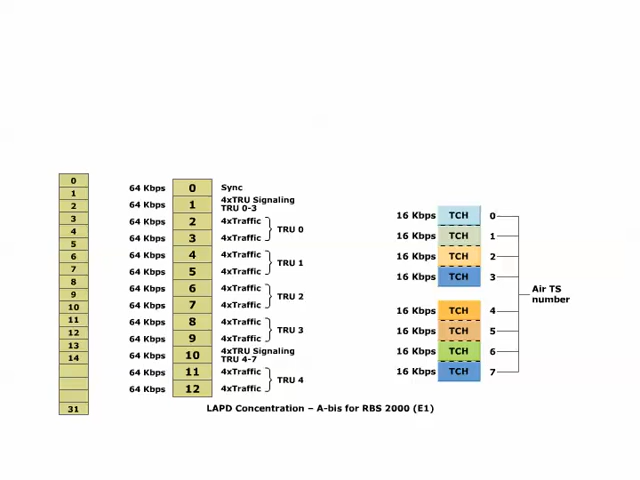 0
1
2
3
4
5
6
7
8
9
10
11
12
13
14
31
64 Kbps 0 Sync
64 Kbps 1 4xTRU Signaling
TRU 0-3
64 Kbps 2 4xTraffic
TRU 0
64 Kbps 3 4xTraffic
64 Kbps 4 4xTraffic
TRU 1
64 Kbps 5 4xTraffic
64 Kbps 6 4xTraffic
TRU 2
64 Kbps 7 4xTraffic
64 Kbps 8 4xTraffic
TRU 3
64 Kbps 9 4xTraffic
64 Kbps 10 4xTRU Signaling
TRU 4-7
64 Kbps 11 4xTraffic
TRU 4
64 Kbps 12 4xTraffic
16 Kbps TCH 0
16 Kbps TCH 1
16 Kbps TCH 2
16 Kbps TCH 3
16 Kbps TCH 4
16 Kbps TCH 5
16 Kbps TCH 6
16 Kbps TCH 7
Air TS
number
LAPD Concentration – A-bis for RBS 2000 (E1)